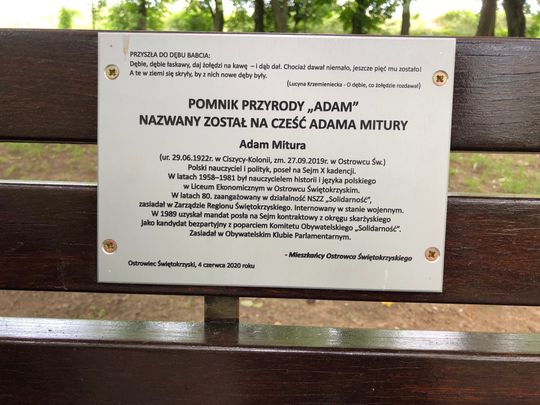 PRZYSZŁA DO DĘBU BABCIA:
Dębie, dębie łaskawy, daj żołędzi na kawę – i dąb dał. Chociaż dawał niemało, jeszcze pięć mu zostało!
A te w ziemi się skryły, by z nich nowe dęby były.
(Lucyna Krzemieniecka - O dębie, co żołędzie rozdawał)
POMNIK PRZYRODY „ADAM”
NAZWANY ZOSTAŁ NA CZEŚĆ ADAMA MITURY
Adam Mitura
(ur. 29.06.1922r. w Ciszycy-Kolonii, zm. 27.09.2019r. w Ostrowcu Św.)
Polski nauczyciel i polityk, poseł na Sejm X kadencji.
W latach 1958–1981 był nauczycielem historii i języka polskiego
w Liceum Ekonomicznym w Ostrowcu Świętokrzyskim.
W latach 80. zaangażowany w działalność NSZZ „Solidarność”,
zasiadał w Zarządzie Regionu Świętokrzyskiego. Internowany w stanie wojennym.
W 1989 uzyskał mandat posła na Sejm kontraktowy z okręgu skarżyskiego
jako kandydat bezpartyjny z poparciem Komitetu Obywatelskiego „Solidarność”.
Zasiadał w Obywatelskim Klubie Parlamentarnym.
- Mieszkańcy Ostrowca Świętokrzyskiego
Ostrowiec Świętokrzyski, 4 czerwca 2020 roku